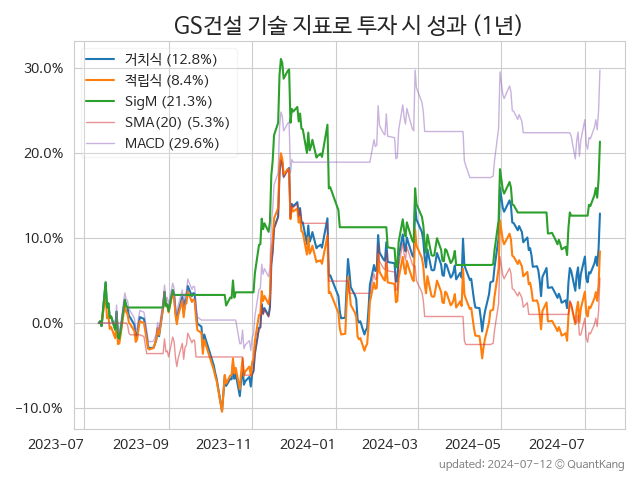 GS건설 기술 지표로 투자 시 성과 (1년)
거치식 (12.8%)
적립식 (8.4%)
SigM (21.3%)
SMA(20) (5.3%)
MACD (29.6%)
30.0%
20.0%
10.0%
0.0%
−10.0%
2023-07 2023-09 2023-11 2024-01 2024-03 2024-05 2024-07
updated: 2024-07-12 © QuantKang